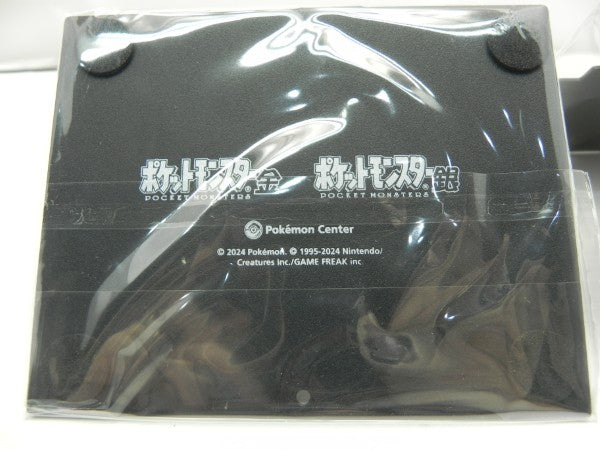 ポケットモンスター金 ポケットモンスター銀
POCKET MONSTERS POCKET MONSTERS
Pokémon Center
© 2024 Pokémon. © 1995-2024 Nintendo/
Creatures Inc./GAME FREAK inc.